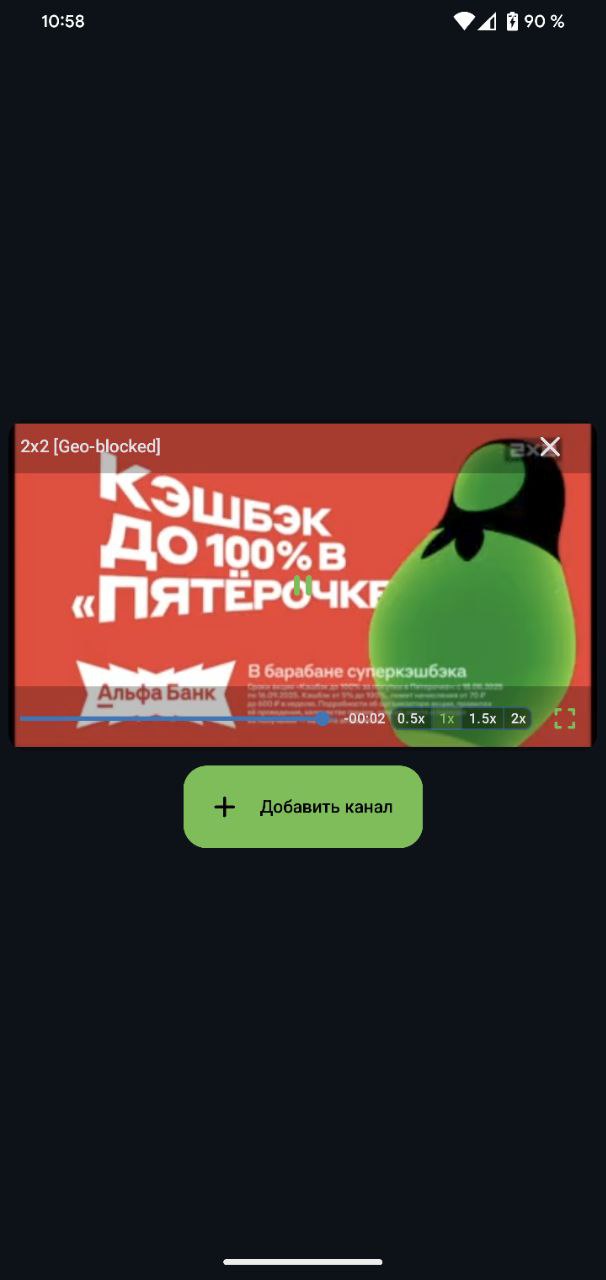 10:58
90 %
2x2 [Geo-blocked]
2X2
КЭШБЭК
ДО 100% В
«ПЯТЁРОЧКЕ
Альфа Банк
В барабане суперкэшбэка
-00:02
0.5x
1x
1.5x
2x
Добавить канал